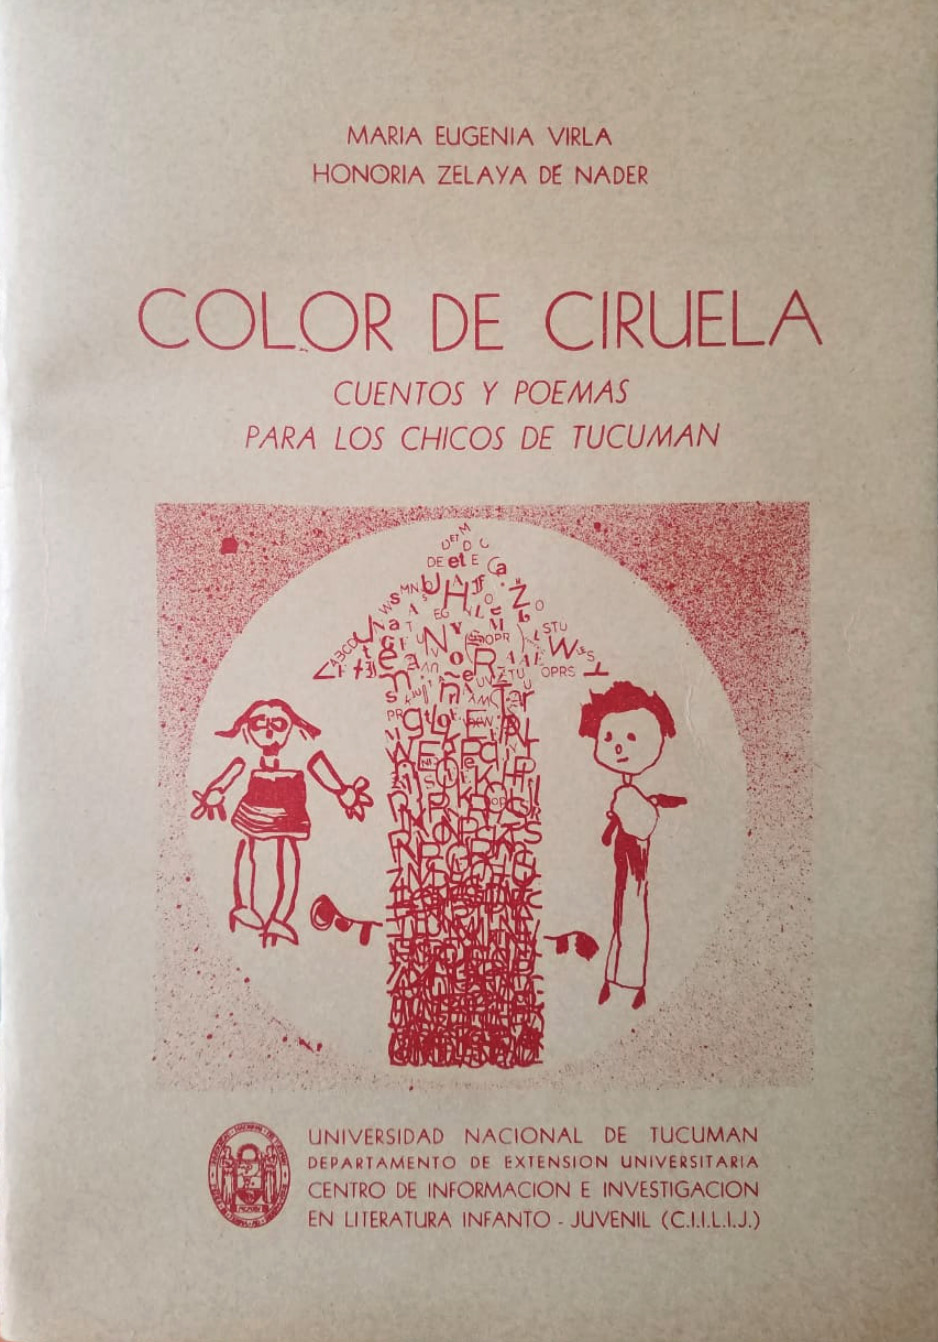 MARIA EUGENIA VIRLA
HONORIA ZELAYA DE NADER
COLOR DE CIRUELA
CUENTOS Y POEMAS
PARA LOS CHICOS DE TUCUMAN
UNIVERSIDAD NACIONAL DE TUCUMAN
DEPARTAMENTO DE EXTENSION UNIVERSITARIA
CENTRO DE INFORMACION E INVESTIGACION
EN LITERATURA INFANTO - JUVENIL (C.I.I.L.I.J.)